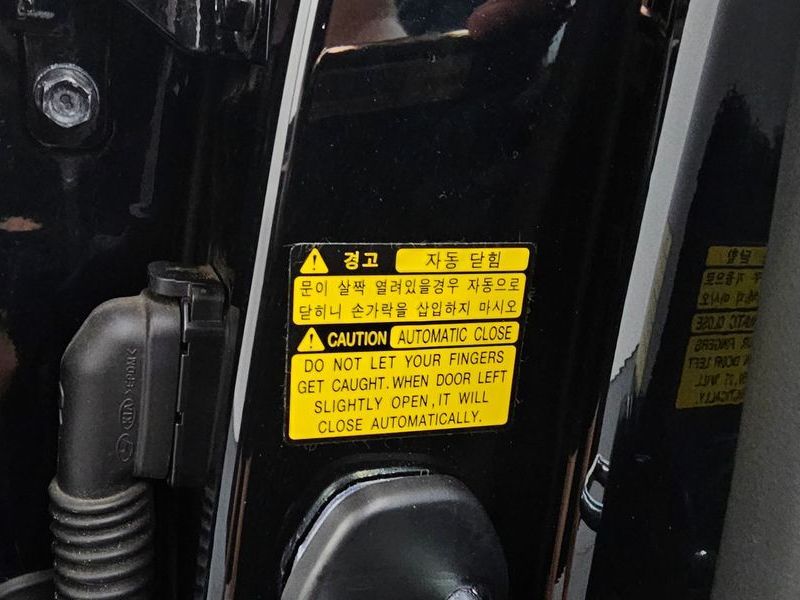 경고 자동 닫힘
문이 살짝 열려있을경우 자동으로
닫히니 손가락을 삽입하지 마시오
CAUTION AUTOMATIC CLOSE
DO NOT LET YOUR FINGERS
GET CAUGHT. WHEN DOOR LEFT
SLIGHTLY OPEN, IT WILL
CLOSE AUTOMATICALLY.
KIA >EPDM<